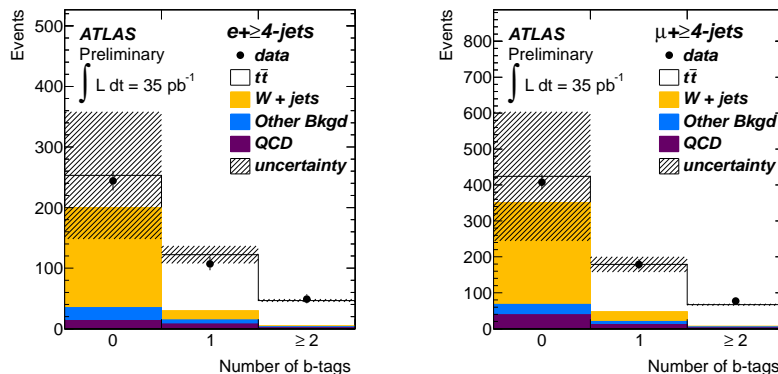 Events
500
400
300
200
100
0
ATLAS
Preliminary
∫ L dt = 35 pb⁻¹
e+≥4-jets
data
tt̄
W + jets
Other Bkgd
QCD
uncertainty
0 1 ≥ 2
Number of b-tags
Events
800
700
600
500
400
300
200
100
0
ATLAS
Preliminary
∫ L dt = 35 pb⁻¹
μ+≥4-jets
data
tt̄
W + jets
Other Bkgd
QCD
uncertainty
0 1 ≥ 2
Number of b-tags